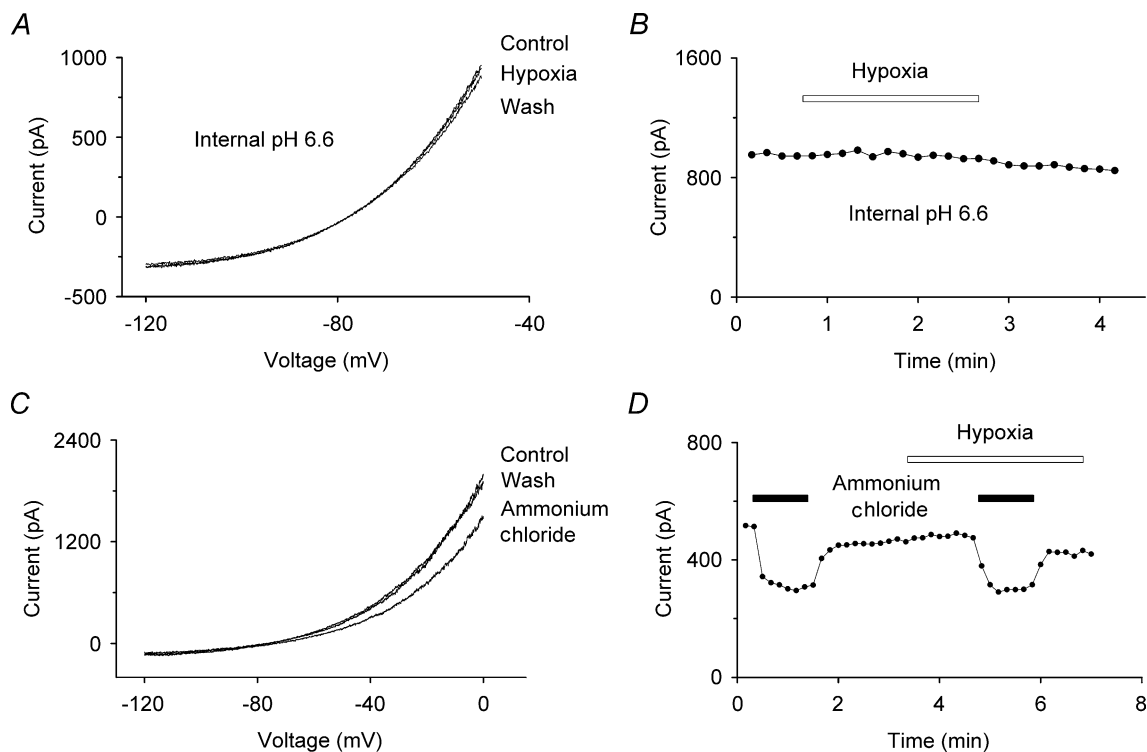 A
Control
Hypoxia
Wash
Internal pH 6.6
Current (pA)
1000
500
0
-500
-120
-80
-40
Voltage (mV)
B
Hypoxia
Internal pH 6.6
Current (pA)
1600
800
0
0
1
2
3
4
Time (min)
C
Control
Wash
Ammonium
chloride
Current (pA)
2400
1200
0
-120
-80
-40
0
Voltage (mV)
D
Hypoxia
Ammonium
chloride
Current (pA)
800
400
0
0
2
4
6
8
Time (min)